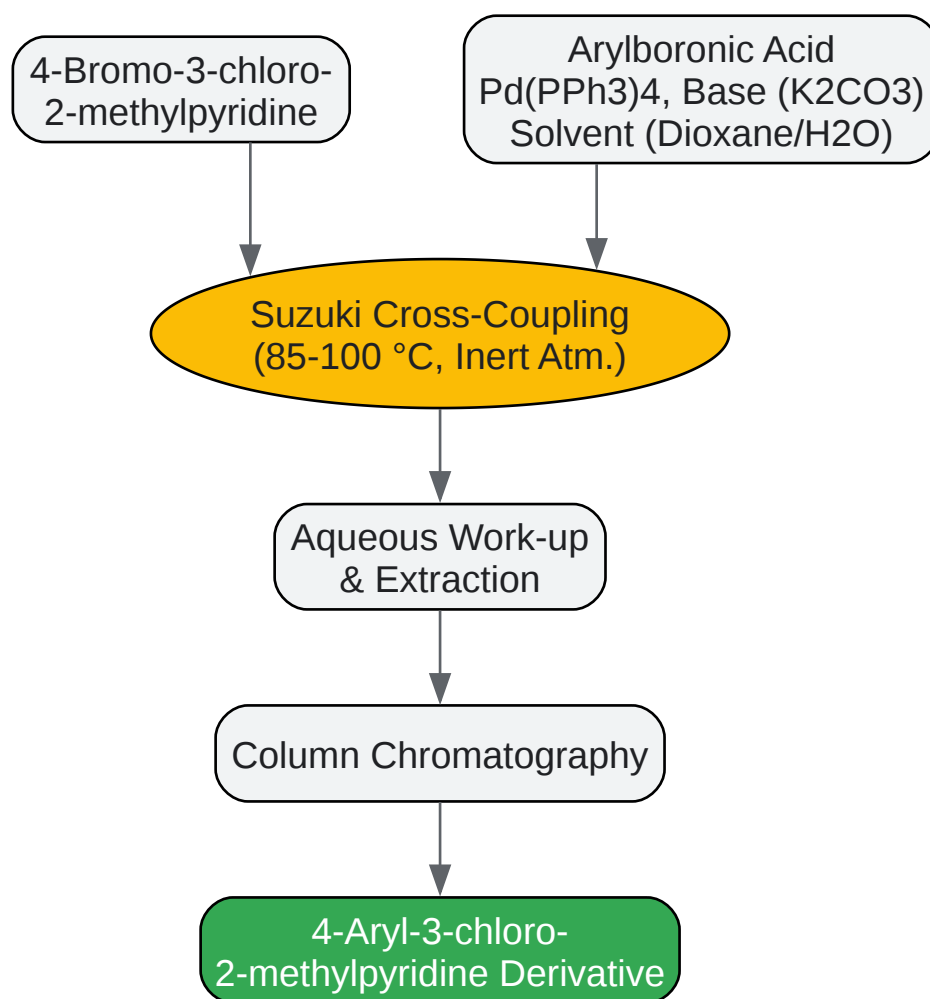 4-Bromo-3-chloro-
2-methylpyridine
Arylboronic Acid
Pd(PPh3)4, Base (K2CO3)
Solvent (Dioxane/H2O)
Suzuki Cross-Coupling
(85-100 °C, Inert Atm.)
Aqueous Work-up
& Extraction
Column Chromatography
4-Aryl-3-chloro-
2-methylpyridine Derivative